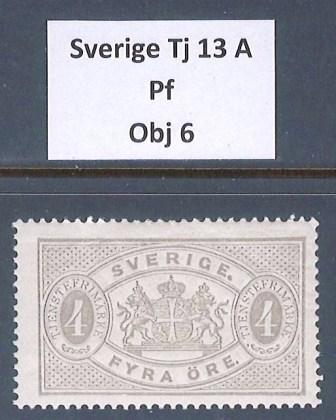 Sverige Tj 13 A
Pf
Obj 6
SVERIGE.
TJENSTEFRIMÄRKE
4
TJENSTEFRIMÄRKE
4
FYRA ÖRE.